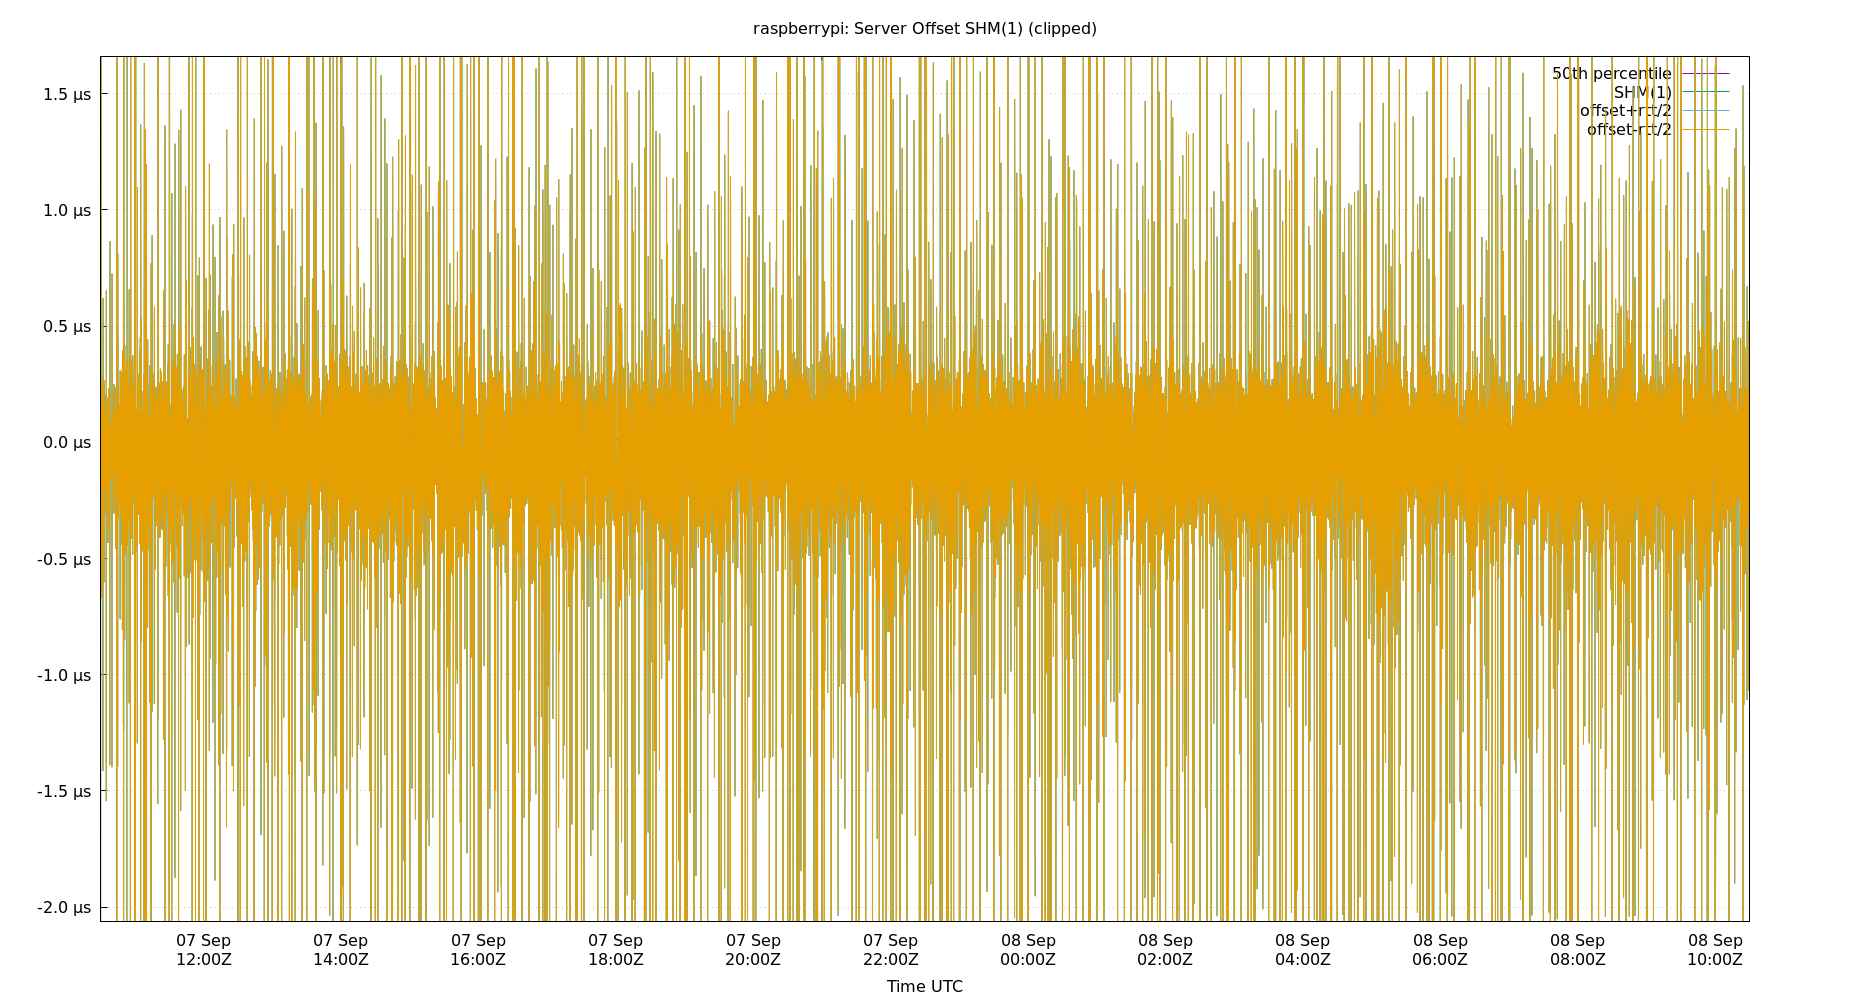 raspberrypi: Server Offset SHM(1) (clipped)
50th percentile
SHM(1)
offset+rtt/2
offset-rtt/2
1.5 µs
1.0 µs
0.5 µs
0.0 µs
-0.5 µs
-1.0 µs
-1.5 µs
-2.0 µs
07 Sep 07 Sep 07 Sep 07 Sep 07 Sep 07 Sep 08 Sep 08 Sep 08 Sep 08 Sep 08 Sep 08 Sep
12:00Z 14:00Z 16:00Z 18:00Z 20:00Z 22:00Z 00:00Z 02:00Z 04:00Z 06:00Z 08:00Z 10:00Z
Time UTC